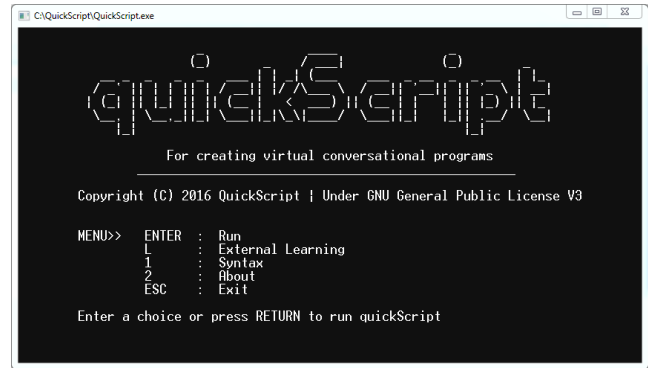 C:\QuickScript\QuickScript.exe
quickScript
For creating virtual conversational programs
Copyright (C) 2016 QuickScript ¦ Under GNU General Public License V3
MENU>> ENTER : Run
L : External Learning
1 : Syntax
2 : About
ESC : Exit
Enter a choice or press RETURN to run quickScript